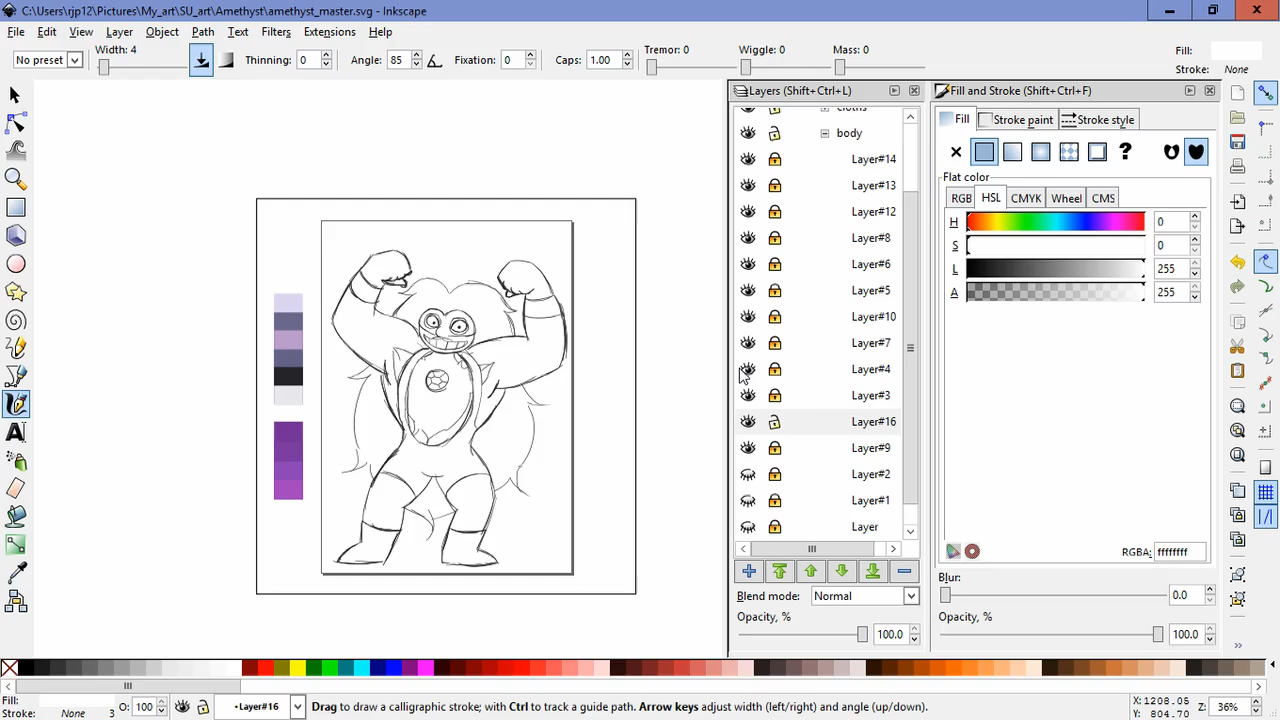 C:\Users\rjp12\Pictures\My_art\SU_art\Amethyst\amethyst_master.svg - Inkscape
File Edit View Layer Object Path Text Filters Extensions Help
No preset Width: 4 Thinning: 0 Angle: 85 Fixation: 0 Caps: 1.00 Tremor: 0 Wiggle: 0 Mass: 0 Fill:
Stroke: None
Layers (Shift+Ctrl+L)
cloths
body
Layer#14
Layer#13
Layer#12
Layer#8
Layer#6
Layer#5
Layer#10
Layer#7
Layer#4
Layer#3
Layer#16
Layer#9
Layer#2
Layer#1
Layer
Blend mode: Normal
Opacity, %
100.0
Fill and Stroke (Shift+Ctrl+F)
Fill Stroke paint Stroke style
?
Flat color
RGB HSL CMYK Wheel CMS
H 0
S 0
L 255
A 255
RGBA: ffffffff
Blur:
0.0
Opacity, %
100.0
Fill:
Stroke: None 3 O: 100 •Layer#16 Drag to draw a calligraphic stroke; with Ctrl to track a guide path. Arrow keys adjust width (left/right) and angle (up/down).
X:1208.05
Y: 804.70
Z: 36%